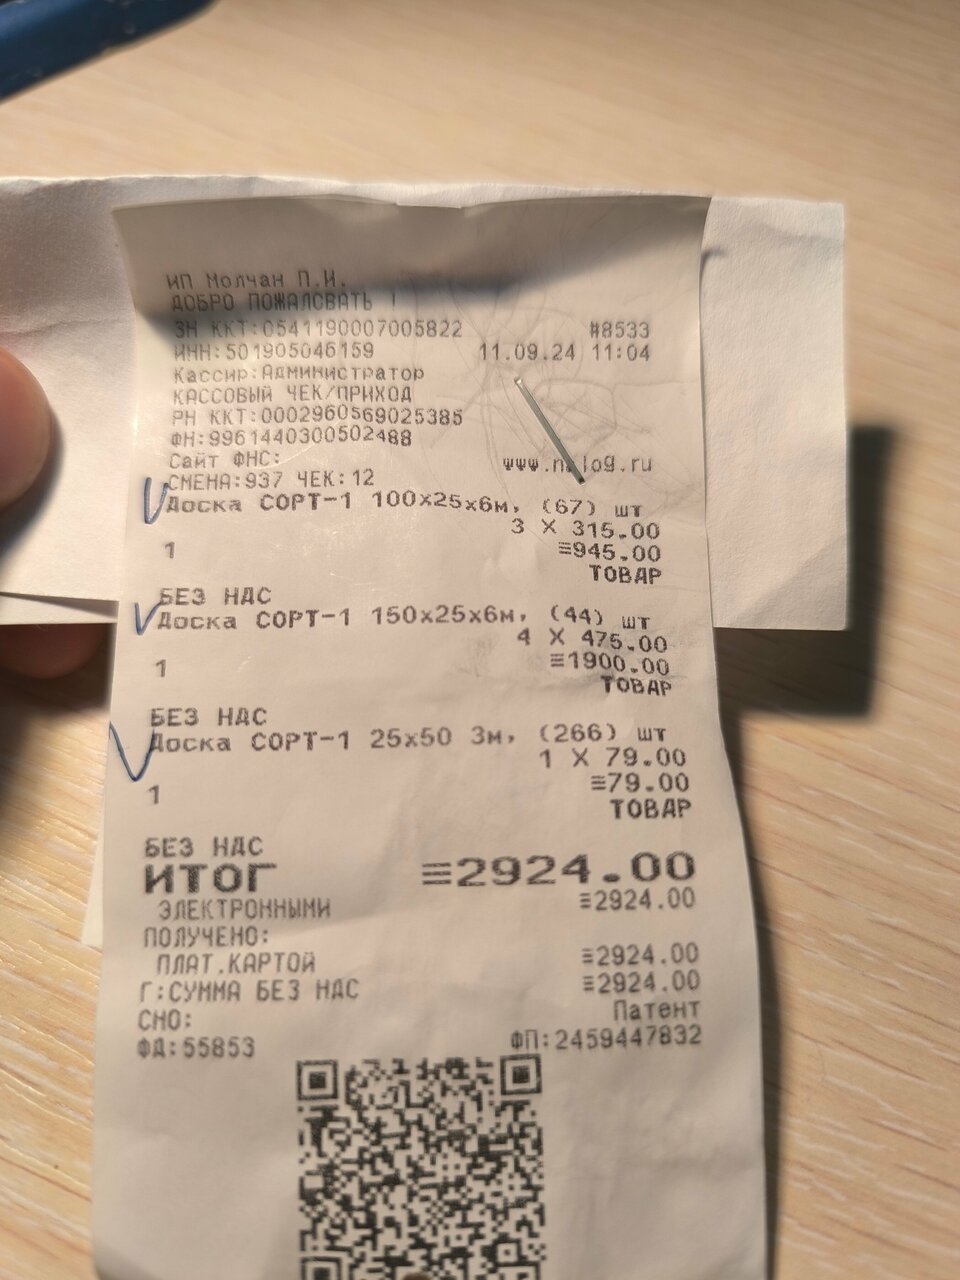 ИП Молчан П.И.
ДОБРО ПОЖАЛОВАТЬ !
ЗН ККТ:0541190007005822 #8533
ИНН:501905046159 11.09.24 11:04
Кассир:Администратор
КАССОВЫЙ ЧЕК/ПРИХОД
РН ККТ:0002960569025385
ФН:9961440300502488
Сайт ФНС: www.nalog.ru
СМЕНА:937 ЧЕК:12
Доска СОРТ-1 100х25х6м, (67) шт
3 X 315.00
1 ≡945.00
ТОВАР
БЕЗ НДС
Доска СОРТ-1 150х25х6м, (44) шт
4 X 475.00
1 ≡1900.00
ТОВАР
БЕЗ НДС
Доска СОРТ-1 25х50 3м, (266) шт
1 X 79.00
1 ≡79.00
ТОВАР
БЕЗ НДС
ИТОГ ≡2924.00
ЭЛЕКТРОННЫМИ ≡2924.00
ПОЛУЧЕНО:
ПЛАТ.КАРТОЙ ≡2924.00
Г:СУММА БЕЗ НДС ≡2924.00
СНО: Патент
ФД:55853 ФП:2459447832